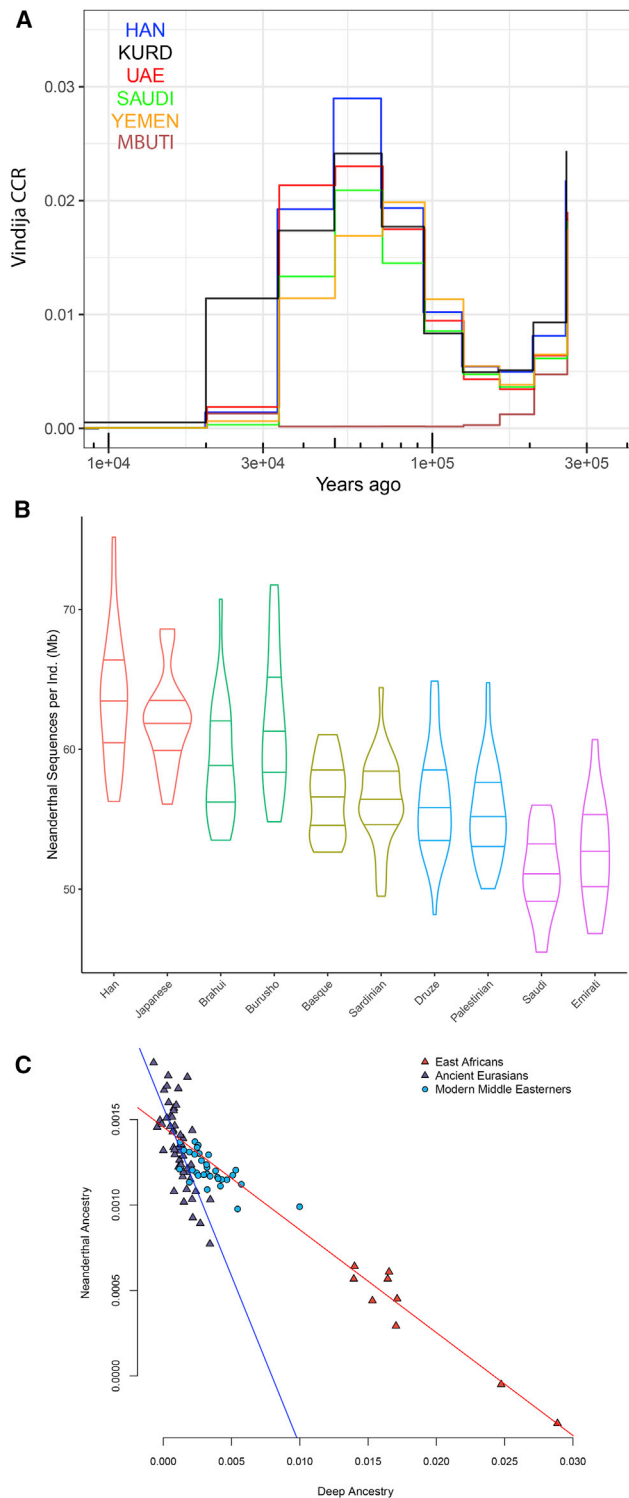 A
HAN
KURD
UAE
SAUDI
YEMEN
MBUTI
0.03
0.02
0.01
0.00
Vindija CCR
1e+04
3e+04
1e+05
3e+05
Years ago
B
Neanderthal Sequences per Ind. (Mb)
70
60
50
Han
Japanese
Brahui
Burusho
Basque
Sardinian
Druze
Palestinian
Saudi
Emirati
C
East Africans
Ancient Eurasians
Modern Middle Easterners
Neanderthal Ancestry
0.0015
0.0010
0.0005
0.0000
0.000
0.005
0.010
0.015
0.020
0.025
0.030
Deep Ancestry